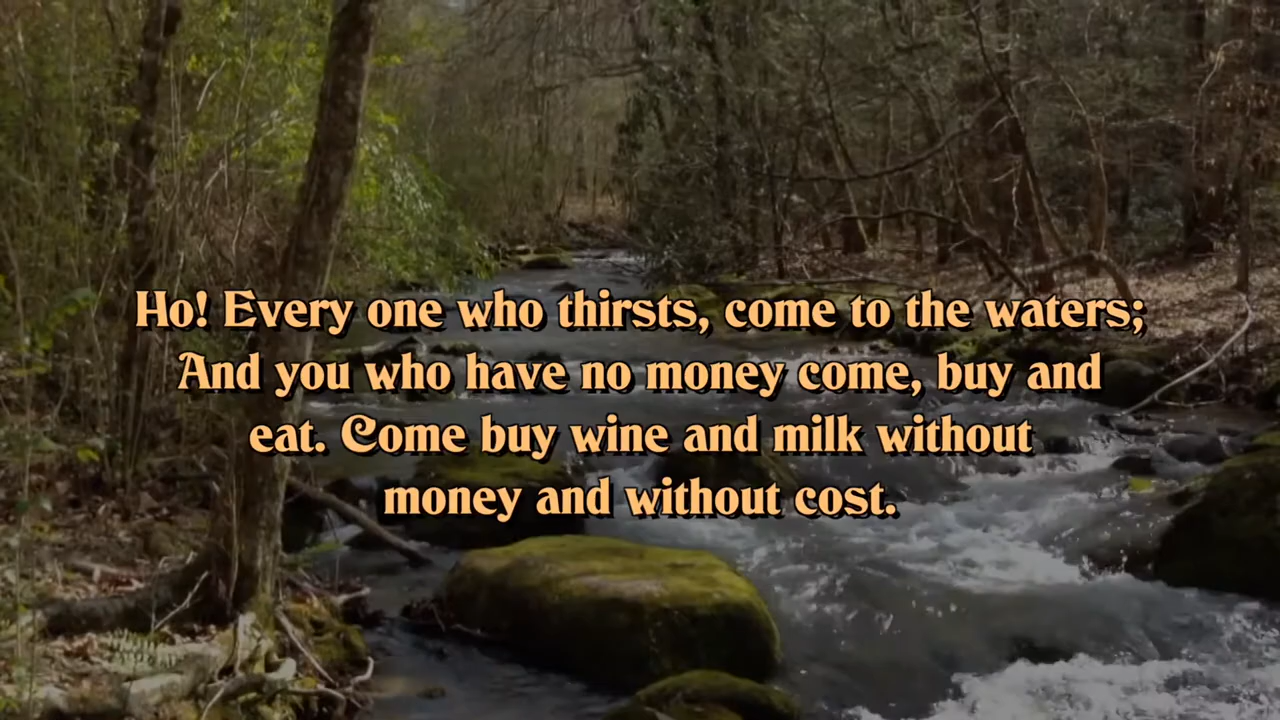 Ho! Every one who thirsts, come to the waters;
And you who have no money come, buy and
eat. Come buy wine and milk without
money and without cost.